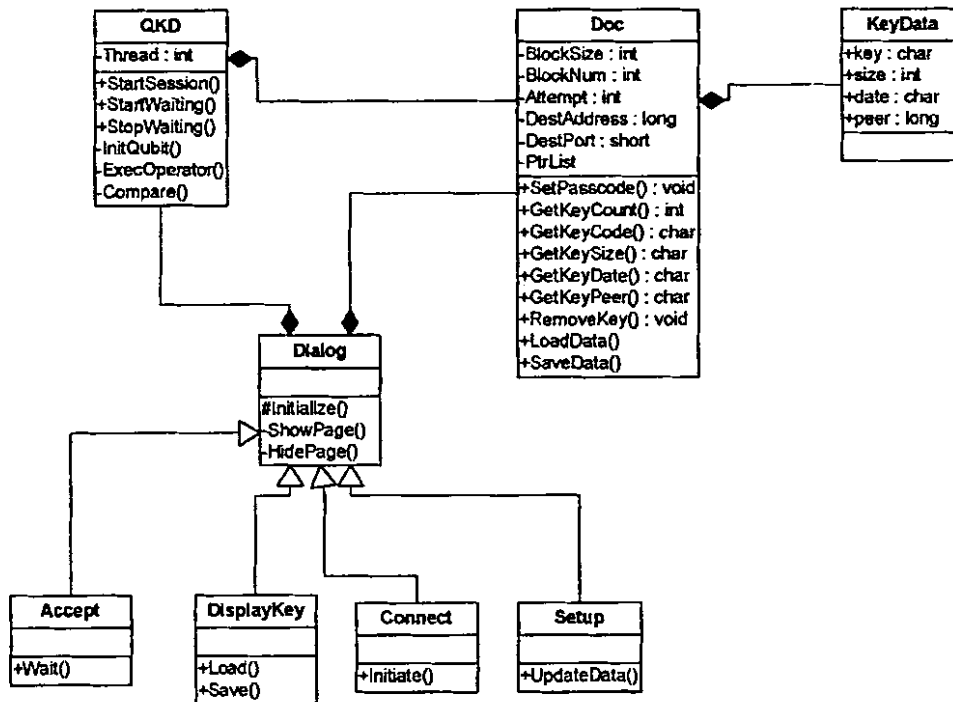 QKD
-Thread : int
+StartSession()
+StartWaiting()
+StopWaiting()
-InitQubit()
-ExecOperator()
-Compare()
Doc
-BlockSize : int
-BlockNum : int
-Attempt : int
-DestAddress : long
-DestPort : short
-PtrList
+SetPasscode() : void
+GetKeyCount() : int
+GetKeyCode() : char
+GetKeySize() : char
+GetKeyDate() : char
+GetKeyPeer() : char
+RemoveKey() : void
+LoadData()
+SaveData()
KeyData
+key : char
+size : int
+date : char
+peer : long
Dialog
#Initialize()
-ShowPage()
-HidePage()
Accept
+Wait()
DisplayKey
+Load()
+Save()
Connect
+Initiate()
Setup
+UpdateData()